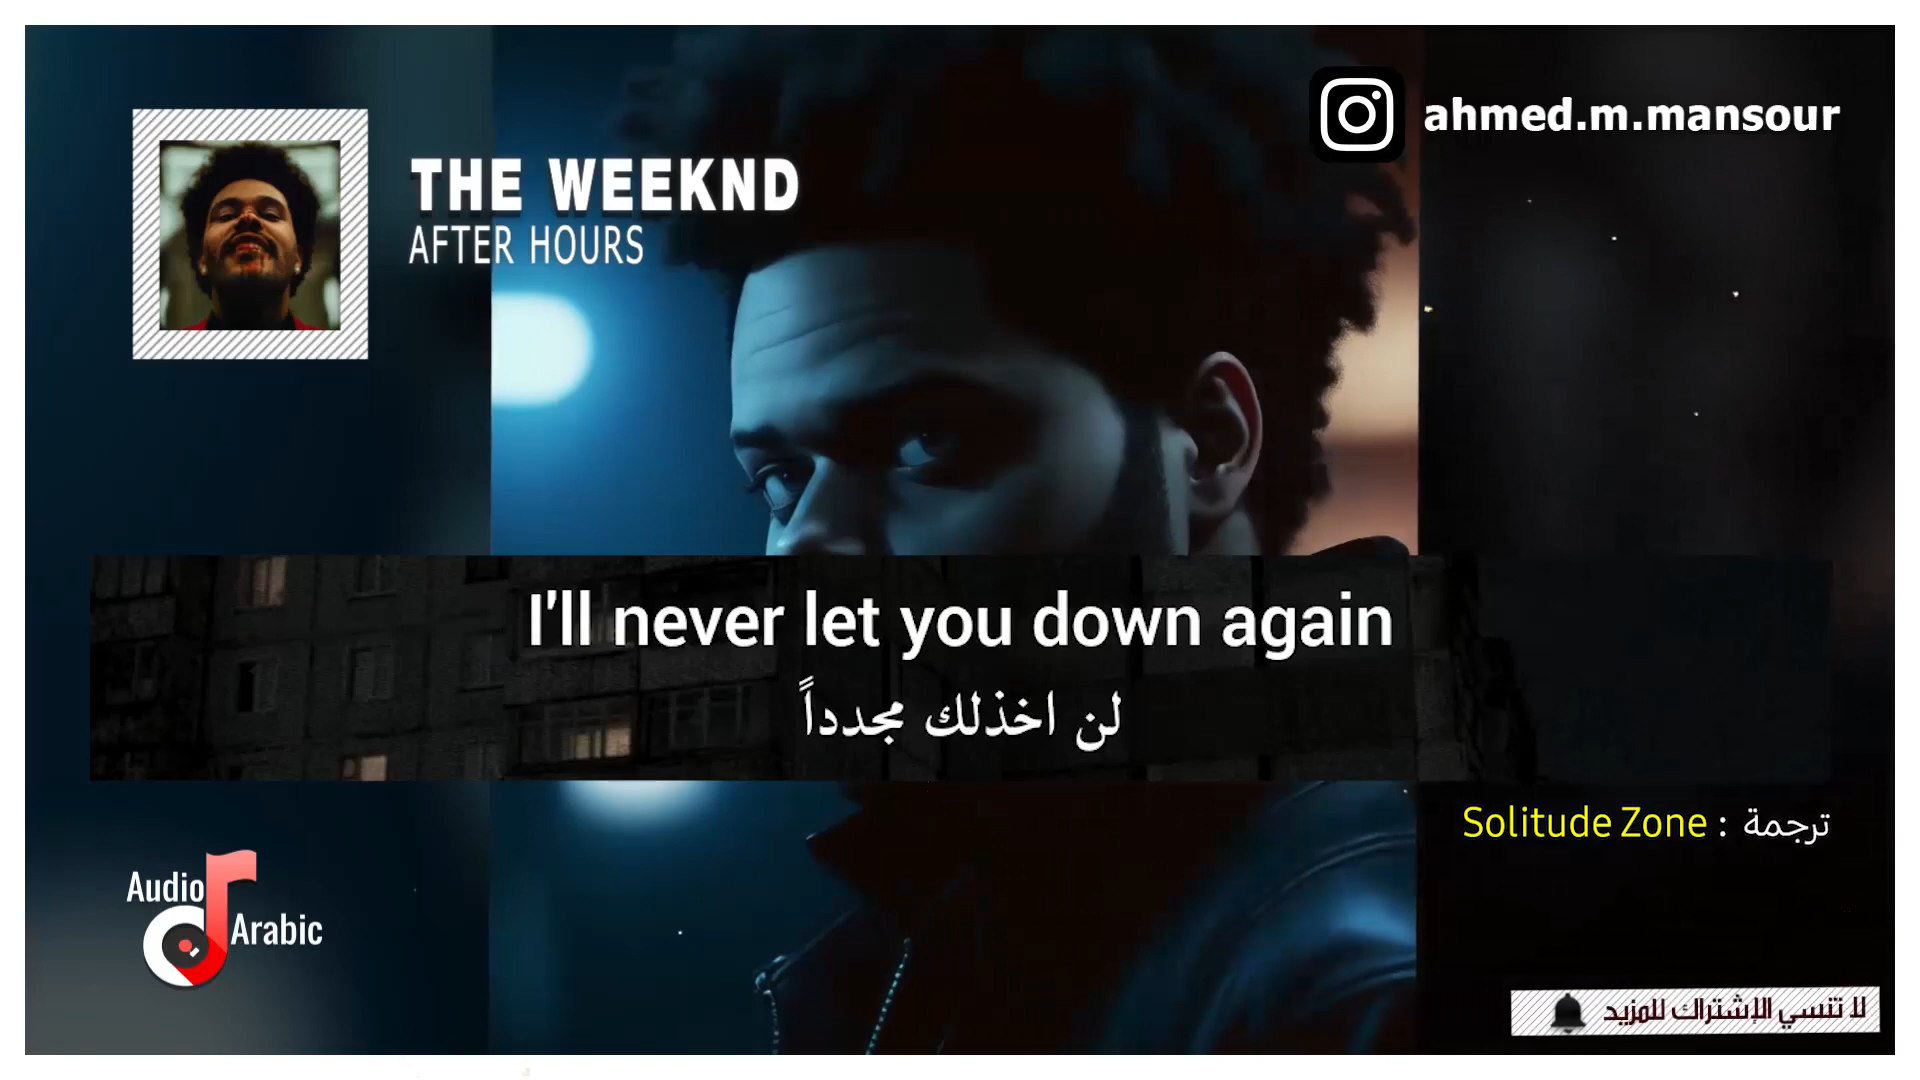 ahmed.m.mansour
THE WEEKND
AFTER HOURS
I'll never let you down again
لن اخذلك مجدداً
ترجمة : Solitude Zone
Audio
Arabic
لا تنسي الإشتراك للمزيد